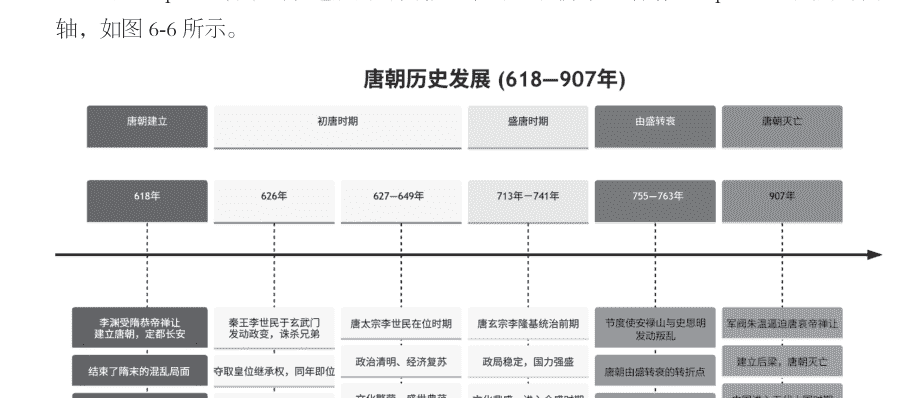 轴，如图 6-6 所示。
唐朝历史发展 (618—907年)
唐朝建立 初唐时期 盛唐时期 由盛转衰 唐朝灭亡
618年 626年 627—649年 713年—741年 755—763年 907年
李渊受隋恭帝禅让
建立唐朝，定都长安
结束了隋末的混乱局面
秦王李世民于玄武门
发动政变，诛杀兄弟
夺取皇位继承权，同年即位
唐太宗李世民在位时期
政治清明、经济复苏
唐玄宗李隆基统治前期
政局稳定，国力强盛
节度使安禄山与史思明
发动叛乱
唐朝由盛转衰的转折点
军阀朱温逼迫唐哀帝禅让
建立后梁，唐朝灭亡